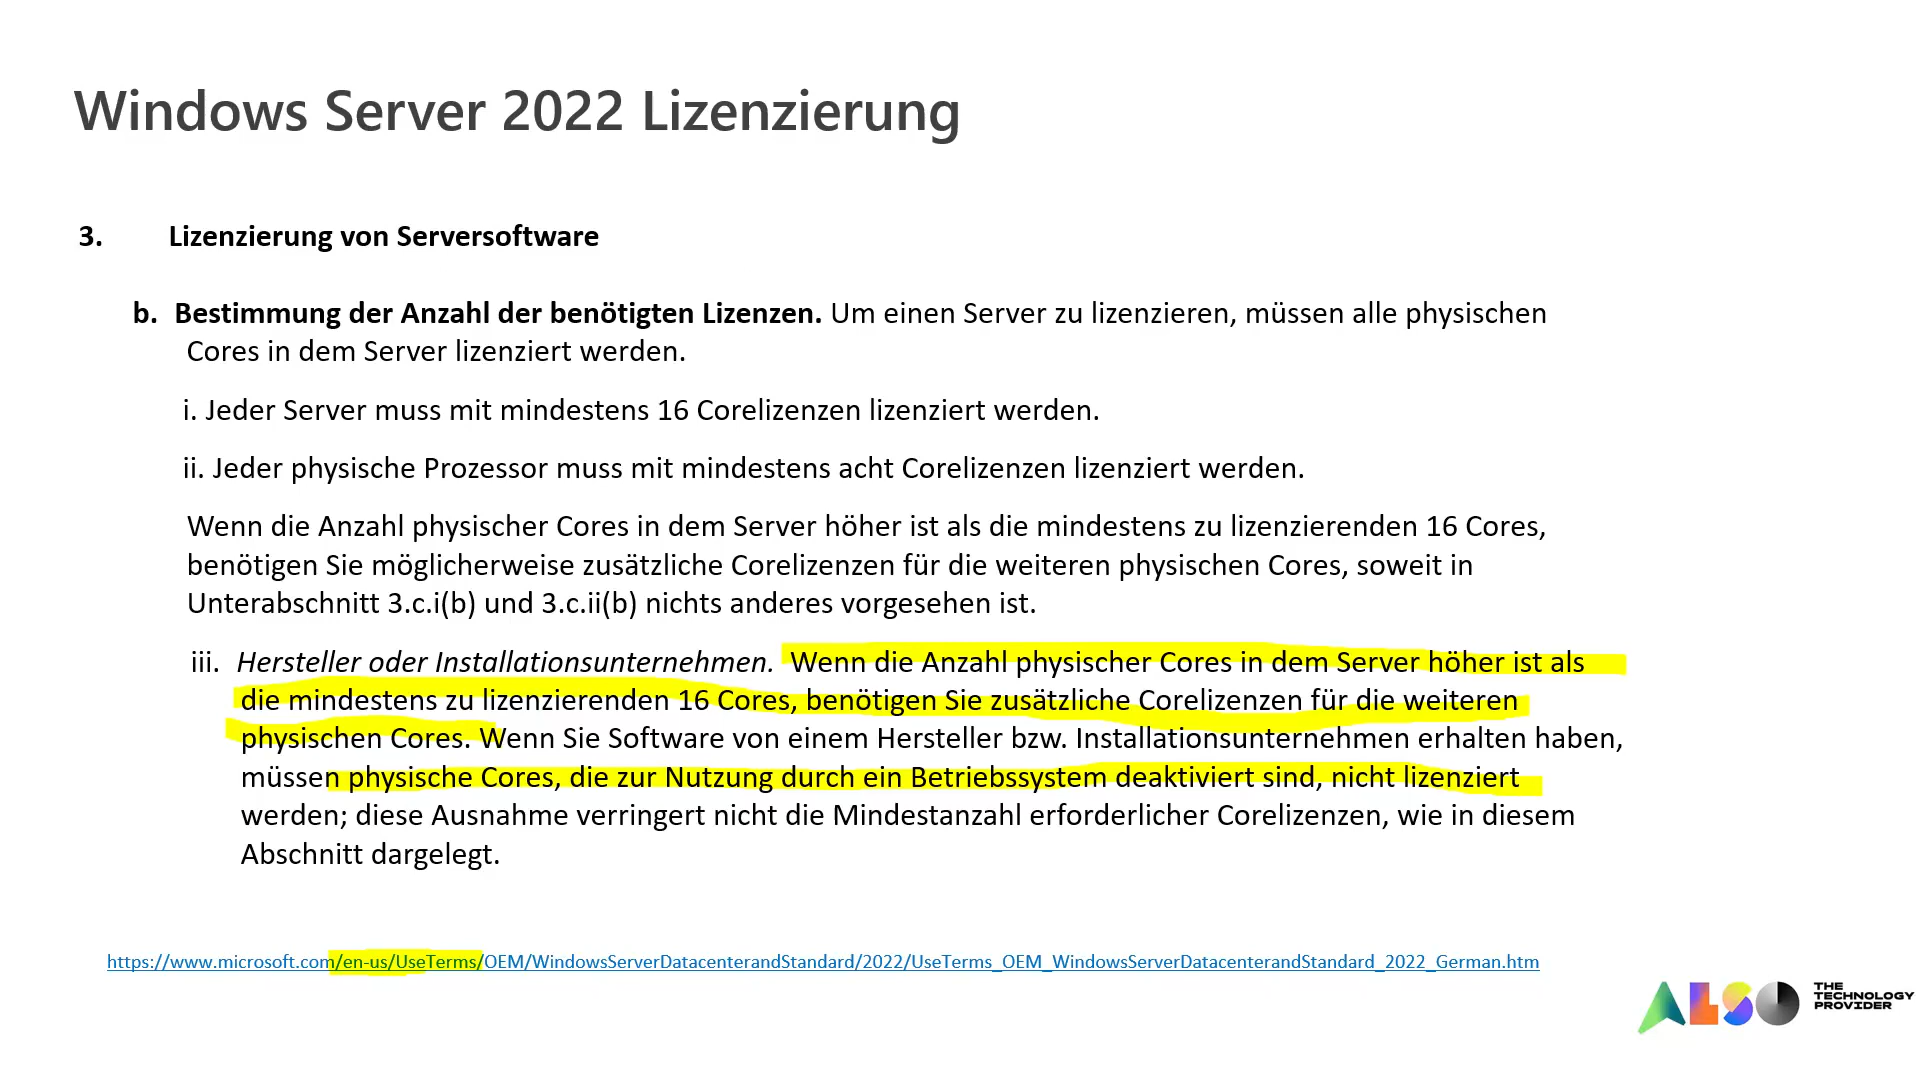 Windows Server 2022 Lizenzierung
3. Lizenzierung von Serversoftware
b. Bestimmung der Anzahl der benötigten Lizenzen. Um einen Server zu lizenzieren, müssen alle physischen
Cores in dem Server lizenziert werden.
i. Jeder Server muss mit mindestens 16 Corelizenzen lizenziert werden.
ii. Jeder physische Prozessor muss mit mindestens acht Corelizenzen lizenziert werden.
Wenn die Anzahl physischer Cores in dem Server höher ist als die mindestens zu lizenzierenden 16 Cores,
benötigen Sie möglicherweise zusätzliche Corelizenzen für die weiteren physischen Cores, soweit in
Unterabschnitt 3.c.i(b) und 3.c.ii(b) nichts anderes vorgesehen ist.
iii. Hersteller oder Installationsunternehmen. Wenn die Anzahl physischer Cores in dem Server höher ist als
die mindestens zu lizenzierenden 16 Cores, benötigen Sie zusätzliche Corelizenzen für die weiteren
physischen Cores. Wenn Sie Software von einem Hersteller bzw. Installationsunternehmen erhalten haben,
müssen physische Cores, die zur Nutzung durch ein Betriebssystem deaktiviert sind, nicht lizenziert
werden; diese Ausnahme verringert nicht die Mindestanzahl erforderlicher Corelizenzen, wie in diesem
Abschnitt dargelegt.
https://www.microsoft.com/en-us/UseTerms/OEM/WindowsServerDatacenterandStandard/2022/UseTerms_OEM_WindowsServerDatacenterandStandard_2022_German.htm
ALSO
THE
TECHNOLOGY
PROVIDER